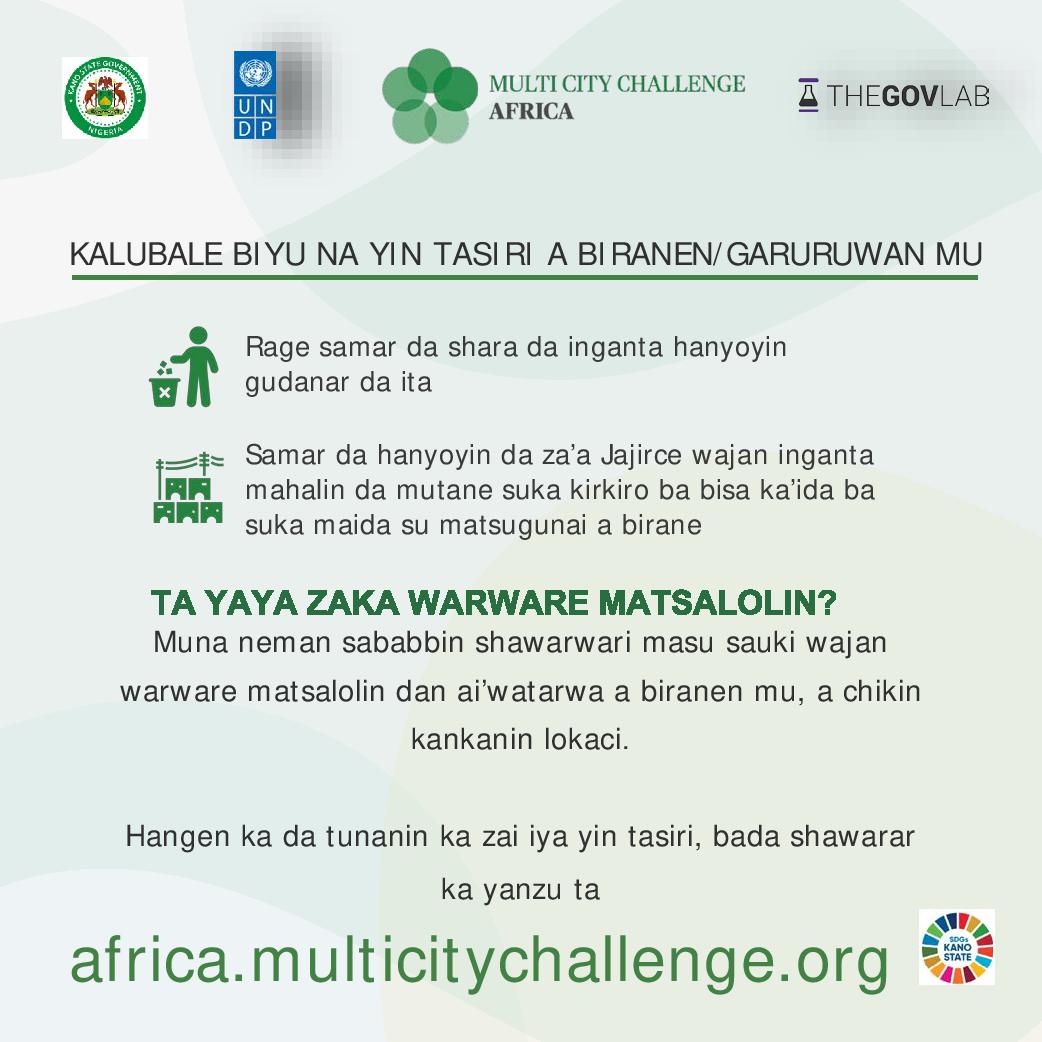 KANO STATE GOVERNMENT
NIGERIA
UN
DP
MULTI CITY CHALLENGE
AFRICA
THEGOVLAB
KALUBALE BIYU NA YIN TASIRI A BIRANEN/GARURUWAN MU
Rage samar da shara da inganta hanyoyin
gudanar da ita
Samar da hanyoyin da za’a Jajirce wajan inganta
mahalin da mutane suka kirkiro ba bisa ka’ida ba
suka maida su matsugunai a birane
TA YAYA ZAKA WARWARE MATSALOLIN?
Muna neman sababbin shawarwari masu sauki wajan
warware matsalolin dan ai’watarwa a biranen mu, a chikin
kankanin lokaci.
Hangen ka da tunanin ka zai iya yin tasiri, bada shawarar
ka yanzu ta
africa.multicitychallenge.org
SDGs
KANO
STATE